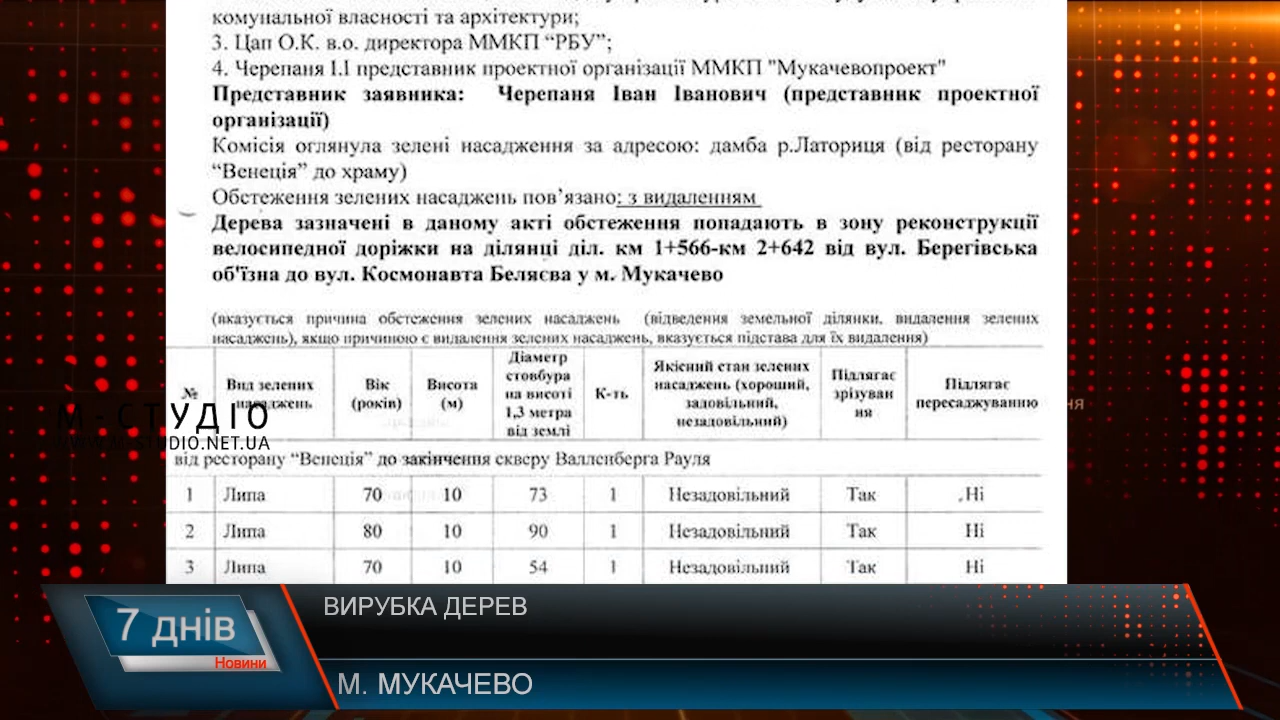 комунальної власності та архітектури;
3. Цап О.К. в.о. директора ММКП “РБУ”;
4. Черепаня І.І представник проектної організації ММКП "Мукачевопроект"
Представник заявника: Черепаня Іван Іванович (представник проектної
організації)
Комісія оглянула зелені насадження за адресою: дамба р.Латориця (від ресторану
“Венеція” до храму)
Обстеження зелених насаджень пов’язано: з видаленням
Дерева зазначені в даному акті обстеження попадають в зону реконструкції
велосипедної доріжки на ділянці діл. км 1+566-км 2+642 від вул. Берегівська
об'їзна до вул. Космонавта Беляєва у м. Мукачево
(вказується причина обстеження зелених насаджень (відведення земельної ділянки, видалення зелених
насаджень), якщо причиною є видалення зелених насаджень, вказується підстава для їх видалення)
№ Вид зелених насаджень Вік (років) Висота (м) Діаметр стовбура на висоті 1,3 метра від землі К-ть Якісний стан зелених насаджень (хороший, задовільний, незадовільний) Підлягає зрізуван ня Підлягає пересаджуванню
від ресторану “Венеція” до закінчення скверу Валленберга Рауля
1 Липа 70 10 73 1 Незадовільний Так Ні
2 Липа 80 10 90 1 Незадовільний Так Ні
3 Липа 70 10 54 1 Незадовільний Так Ні
М-СТУДІО
WWW.M-STUDIO.NET.UA
7 днів
Новини
ВИРУБКА ДЕРЕВ
М. МУКАЧЕВО